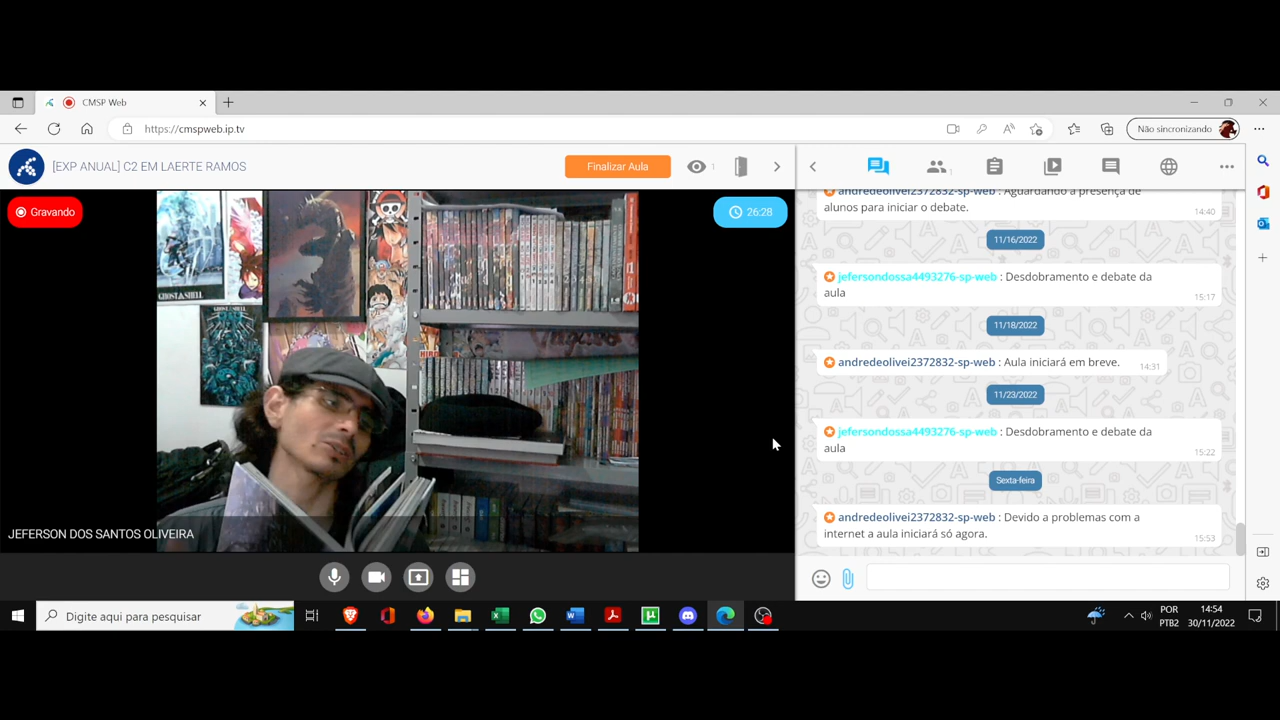 CMSP Web
https://cmspweb.ip.tv
Não sincronizando
[EXP ANUAL] C2 EM LAERTE RAMOS
Finalizar Aula
1
Gravando
26:28
GHOST IN THE SHELL
JEFERSON DOS SANTOS OLIVEIRA
andredeolivei2372832-sp-web : Aguardando a presença de
alunos para iniciar o debate.
14:40
11/16/2022
jefersondossa4493276-sp-web : Desdobramento e debate da
aula
15:17
11/18/2022
andredeolivei2372832-sp-web : Aula iniciará em breve.
14:31
11/23/2022
jefersondossa4493276-sp-web : Desdobramento e debate da
aula
15:22
Sexta-feira
andredeolivei2372832-sp-web : Devido a problemas com a
internet a aula iniciará só agora.
15:53
Digite aqui para pesquisar
POR
PTB2
14:54
30/11/2022